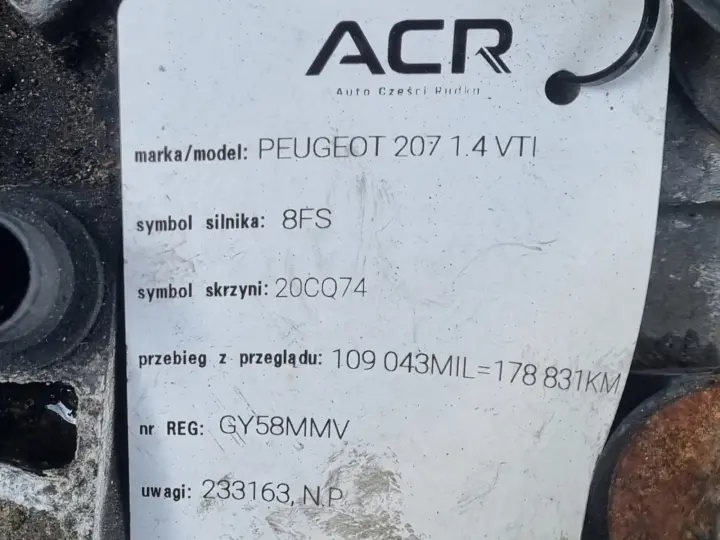 ACR
Auto Części Rudka
marka/model: PEUGEOT 207 1.4 VTI
symbol silnika: 8FS
symbol skrzyni: 20CQ74
przebieg z przeglądu: 109 043MIL=178 831KM
nr REG: GY58MMV
uwagi: 233163, N.P